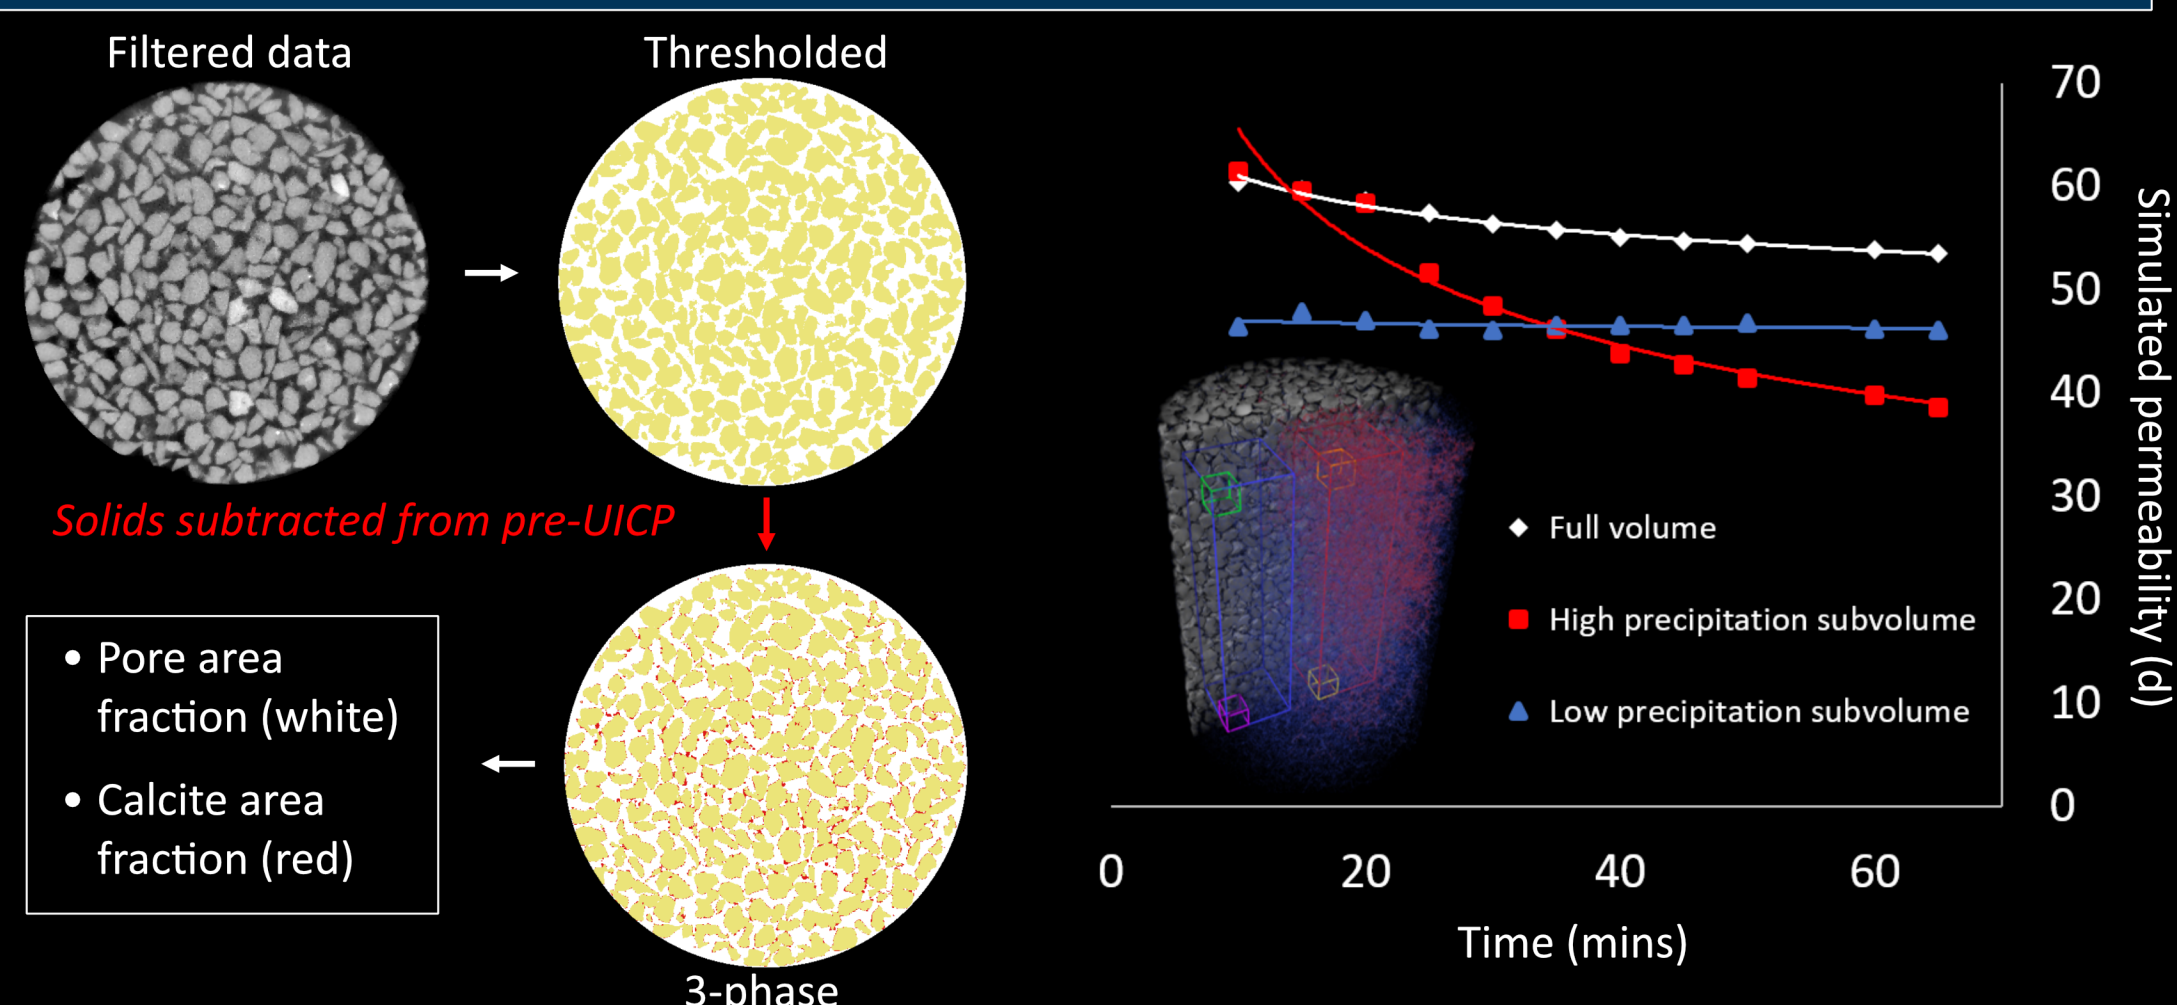 Filtered data
Thresholded
Solids subtracted from pre-UICP
• Pore area
fraction (white)
• Calcite area
fraction (red)
3-phase
70
60
50
40
30
20
10
0
Simulated permeability (d)
Full volume
High precipitation subvolume
Low precipitation subvolume
0 20 40 60
Time (mins)